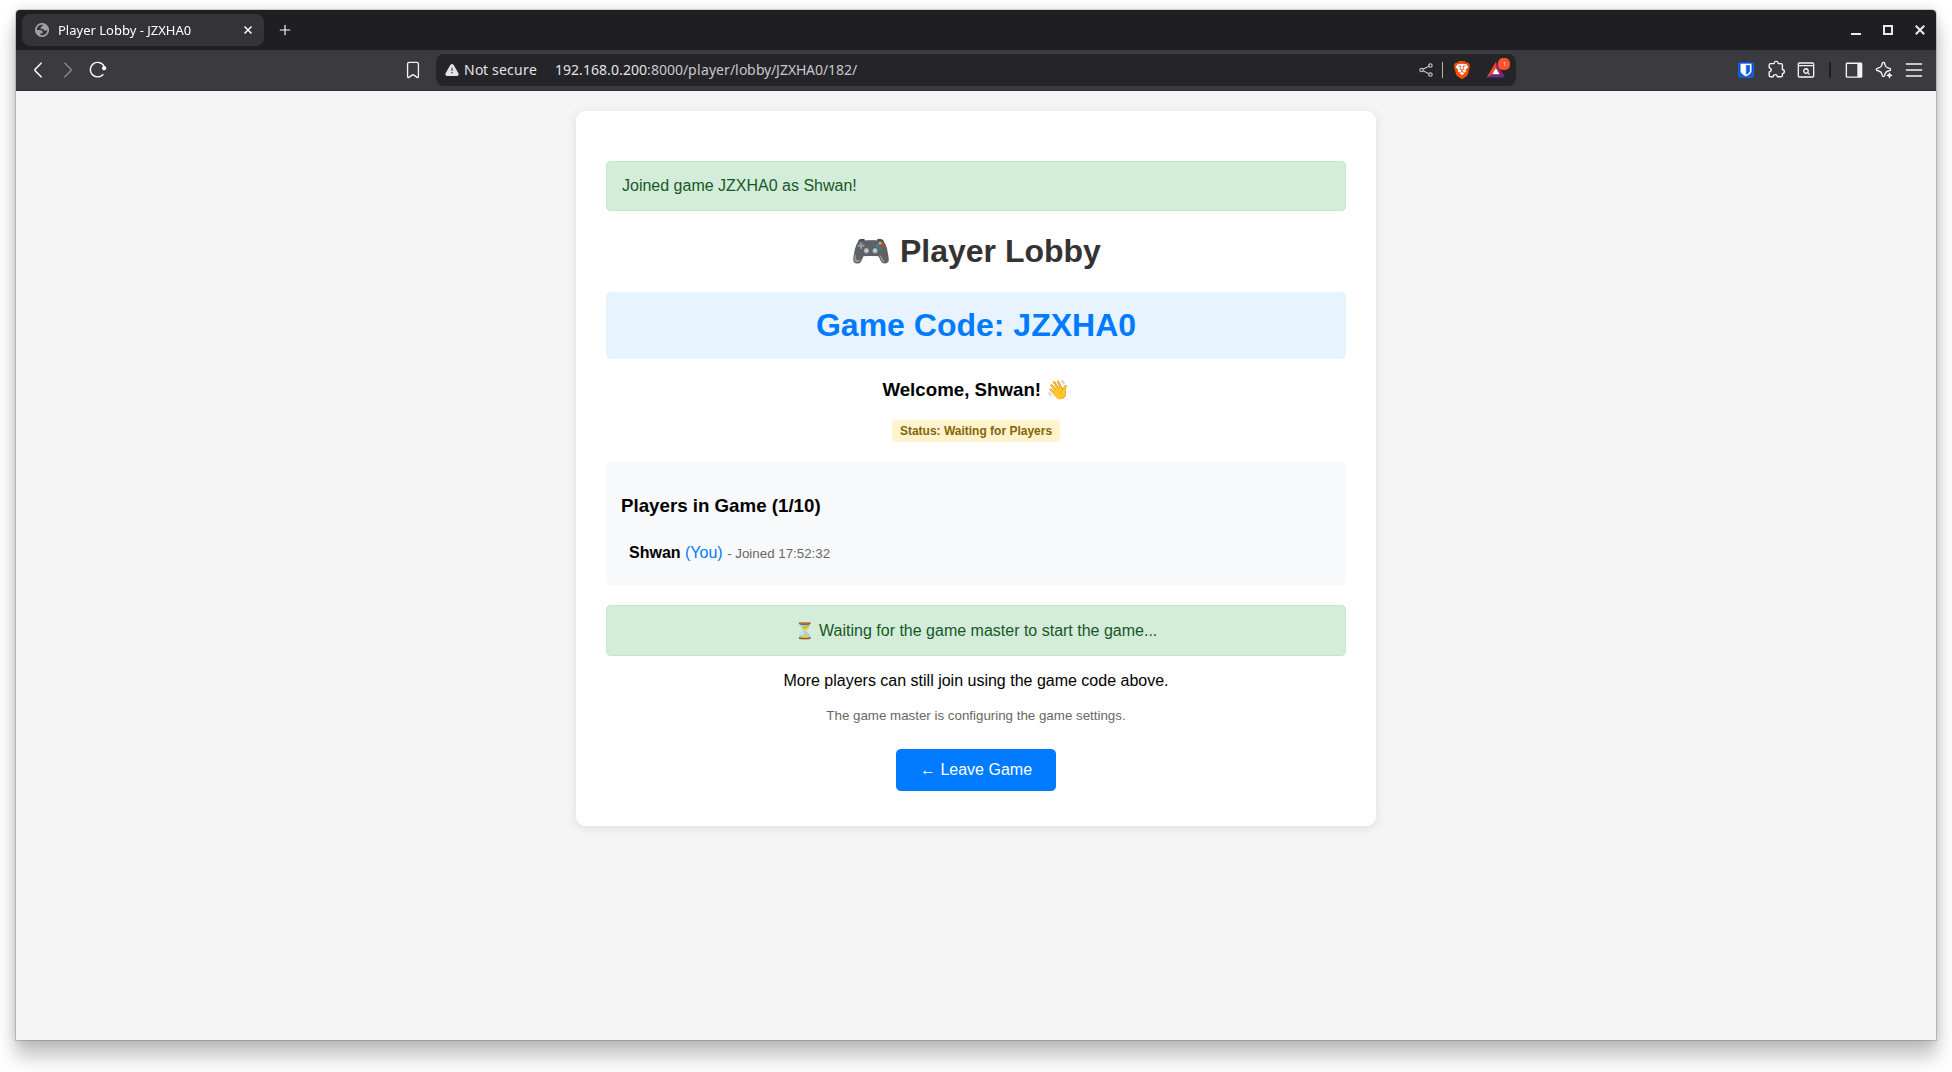 Player Lobby - JZXHA0
Not secure 192.168.0.200:8000/player/lobby/JZXHA0/182/
Joined game JZXHA0 as Shwan!
🎮 Player Lobby
Game Code: JZXHA0
Welcome, Shwan! 👋
Status: Waiting for Players
Players in Game (1/10)
Shwan (You) - Joined 17:52:32
⏳ Waiting for the game master to start the game...
More players can still join using the game code above.
The game master is configuring the game settings.
← Leave Game